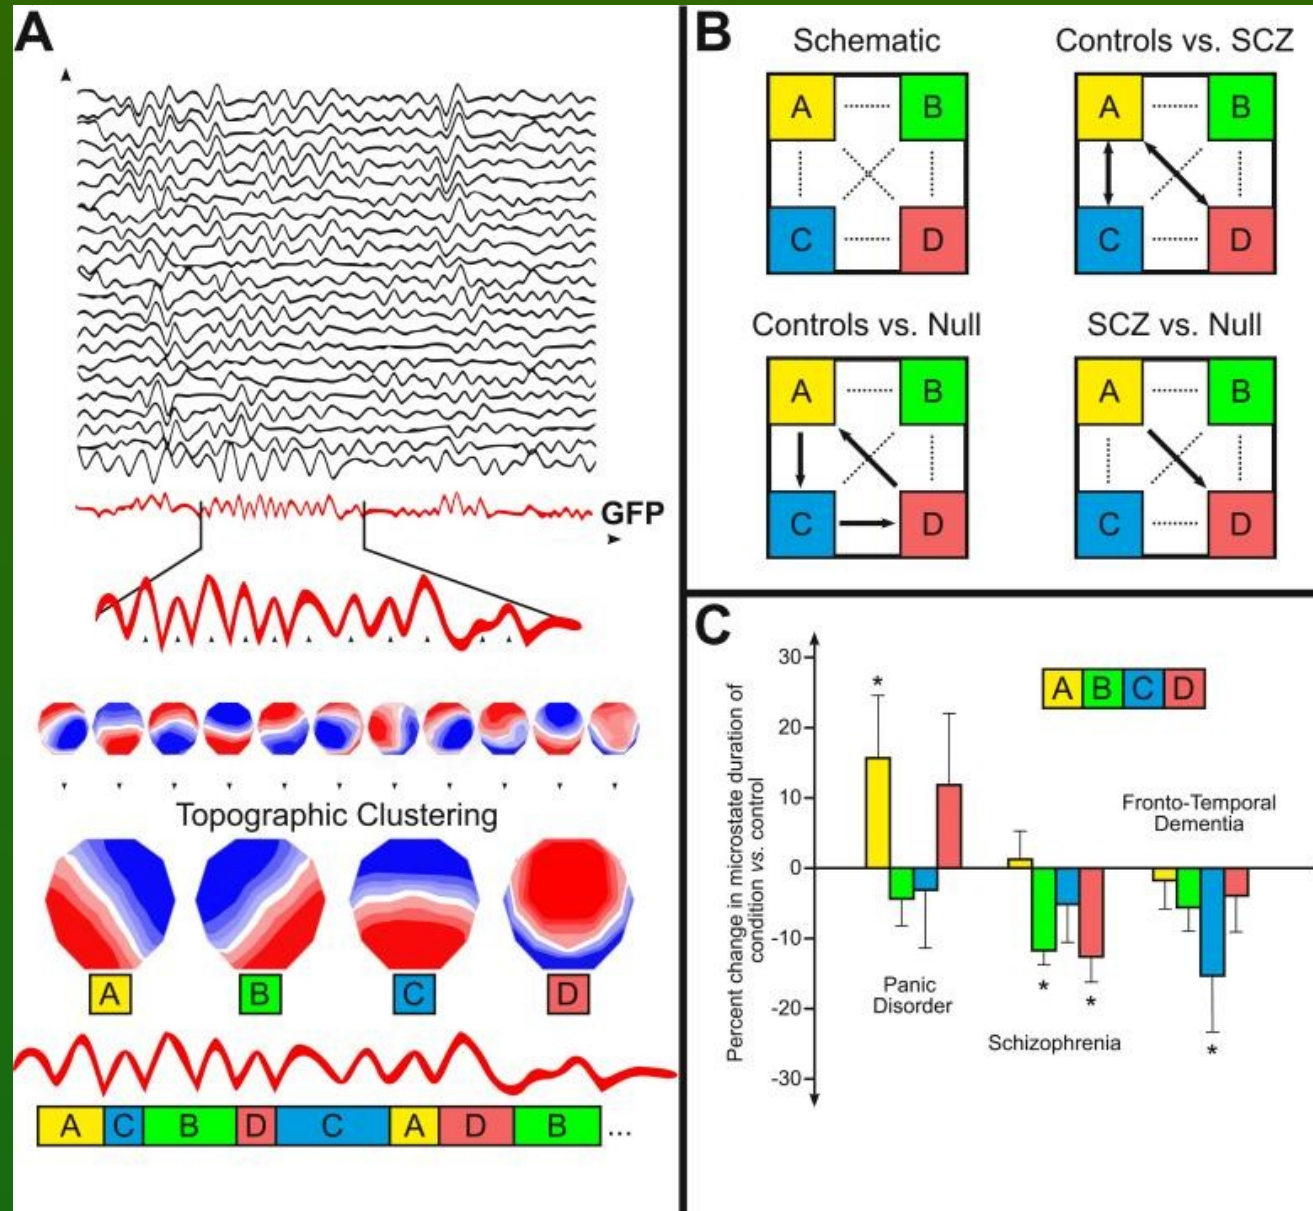 A
GFP
Topographic Clustering
A B C D
A C B D C A D B ...
B
Schematic
A B
C D
Controls vs. SCZ
A B
C D
Controls vs. Null
A B
C D
SCZ vs. Null
A B
C D
C
Percent change in microstate duration of
condition vs. control
30
20
10
0
-10
-20
-30
A B C D
*
Panic
Disorder
* *
Schizophrenia
Fronto-Temporal
Dementia
*